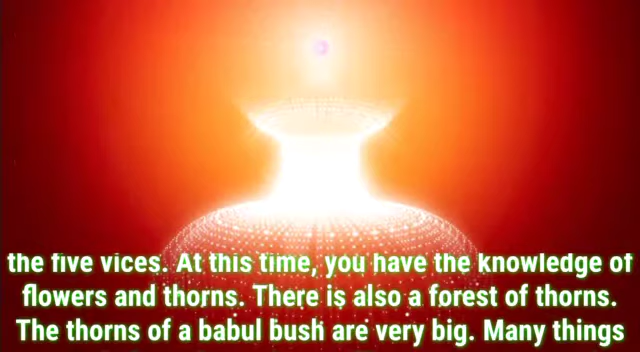 the five vices. At this time, you have the knowledge of
flowers and thorns. There is also a forest of thorns.
The thorns of a babul bush are very big. Many things